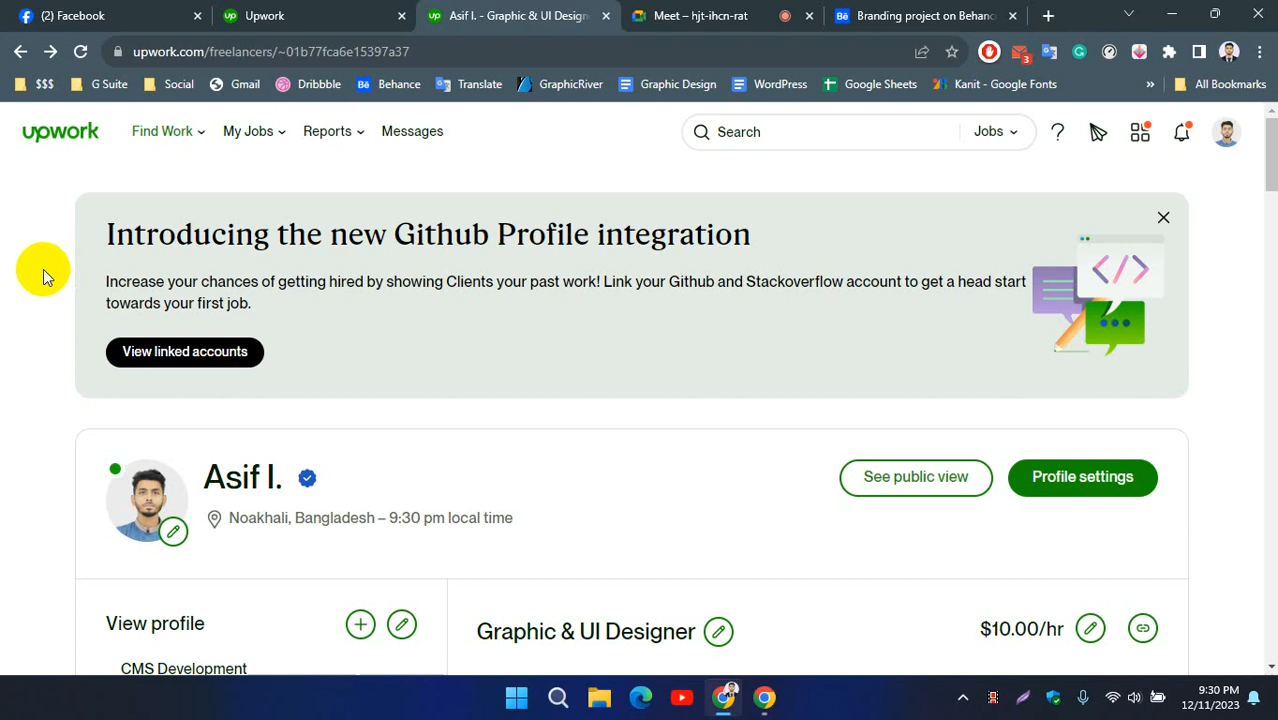 (2) Facebook
Upwork
Asif I. - Graphic & UI Design
Meet – hjt-ihcn-rat
Branding project on Behanc
upwork.com/freelancers/~01b77fca6e15397a37
3
$$$
G Suite
Social
Gmail
Dribbble
Behance
Translate
GraphicRiver
Graphic Design
WordPress
Google Sheets
Kanit - Google Fonts
»
All Bookmarks
upwork
Find Work
My Jobs
Reports
Messages
Search
Jobs
?
Introducing the new Github Profile integration
Increase your chances of getting hired by showing Clients your past work! Link your Github and Stackoverflow account to get a head start
towards your first job.
View linked accounts
Asif I.
See public view
Profile settings
Noakhali, Bangladesh – 9:30 pm local time
View profile
Graphic & UI Designer
$10.00/hr
CMS Development
9:30 PM
12/11/2023